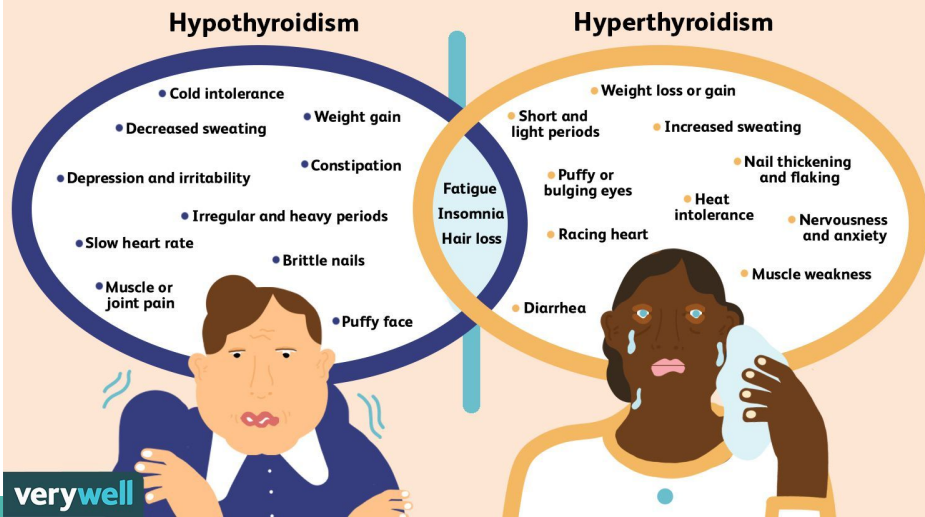 Hypothyroidism
Cold intolerance
Decreased sweating
Weight gain
Constipation
Depression and irritability
Irregular and heavy periods
Slow heart rate
Brittle nails
Muscle or
joint pain
Puffy face
Fatigue
Insomnia
Hair loss
Hyperthyroidism
Weight loss or gain
Short and
light periods
Increased sweating
Nail thickening
and flaking
Puffy or
bulging eyes
Heat
intolerance
Nervousness
and anxiety
Racing heart
Muscle weakness
Diarrhea
verywell